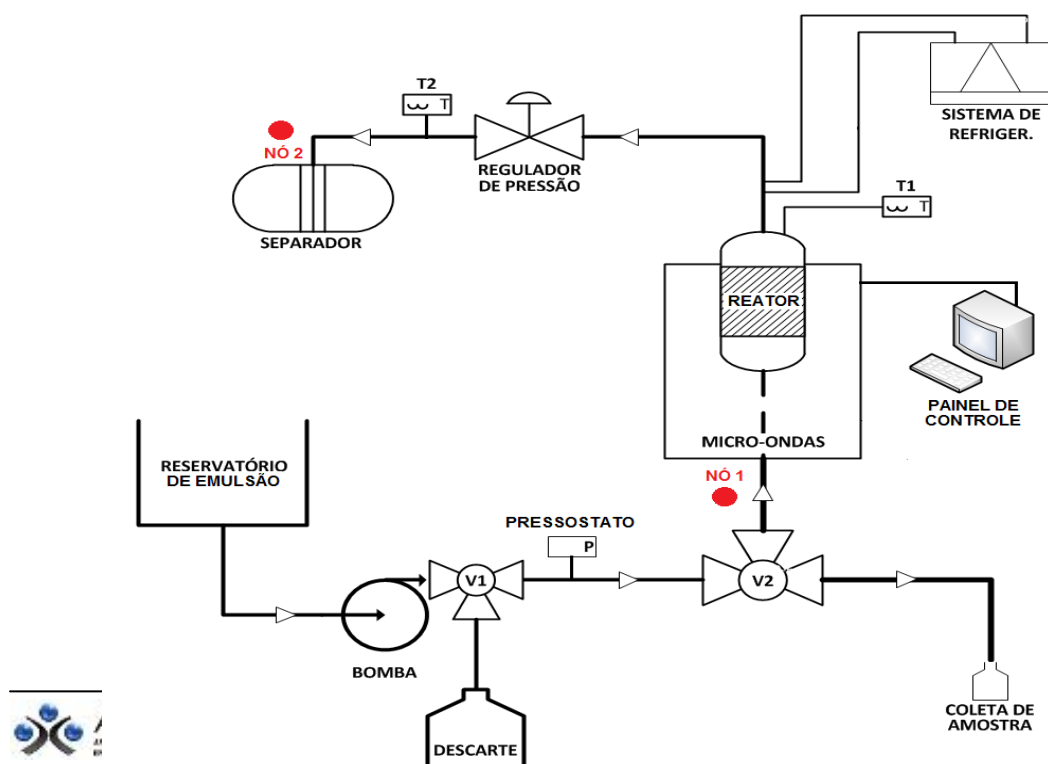 SISTEMA DE
REFRIGER.
T2
T
NÓ 2
REGULADOR
DE PRESSÃO
SEPARADOR
T1
T
REATOR
PAINEL DE
CONTROLE
MICRO-ONDAS
RESERVATÓRIO
DE EMULSÃO
NÓ 1
PRESSOSTATO
P
V1
V2
BOMBA
COLETA DE
AMOSTRA
DESCARTE